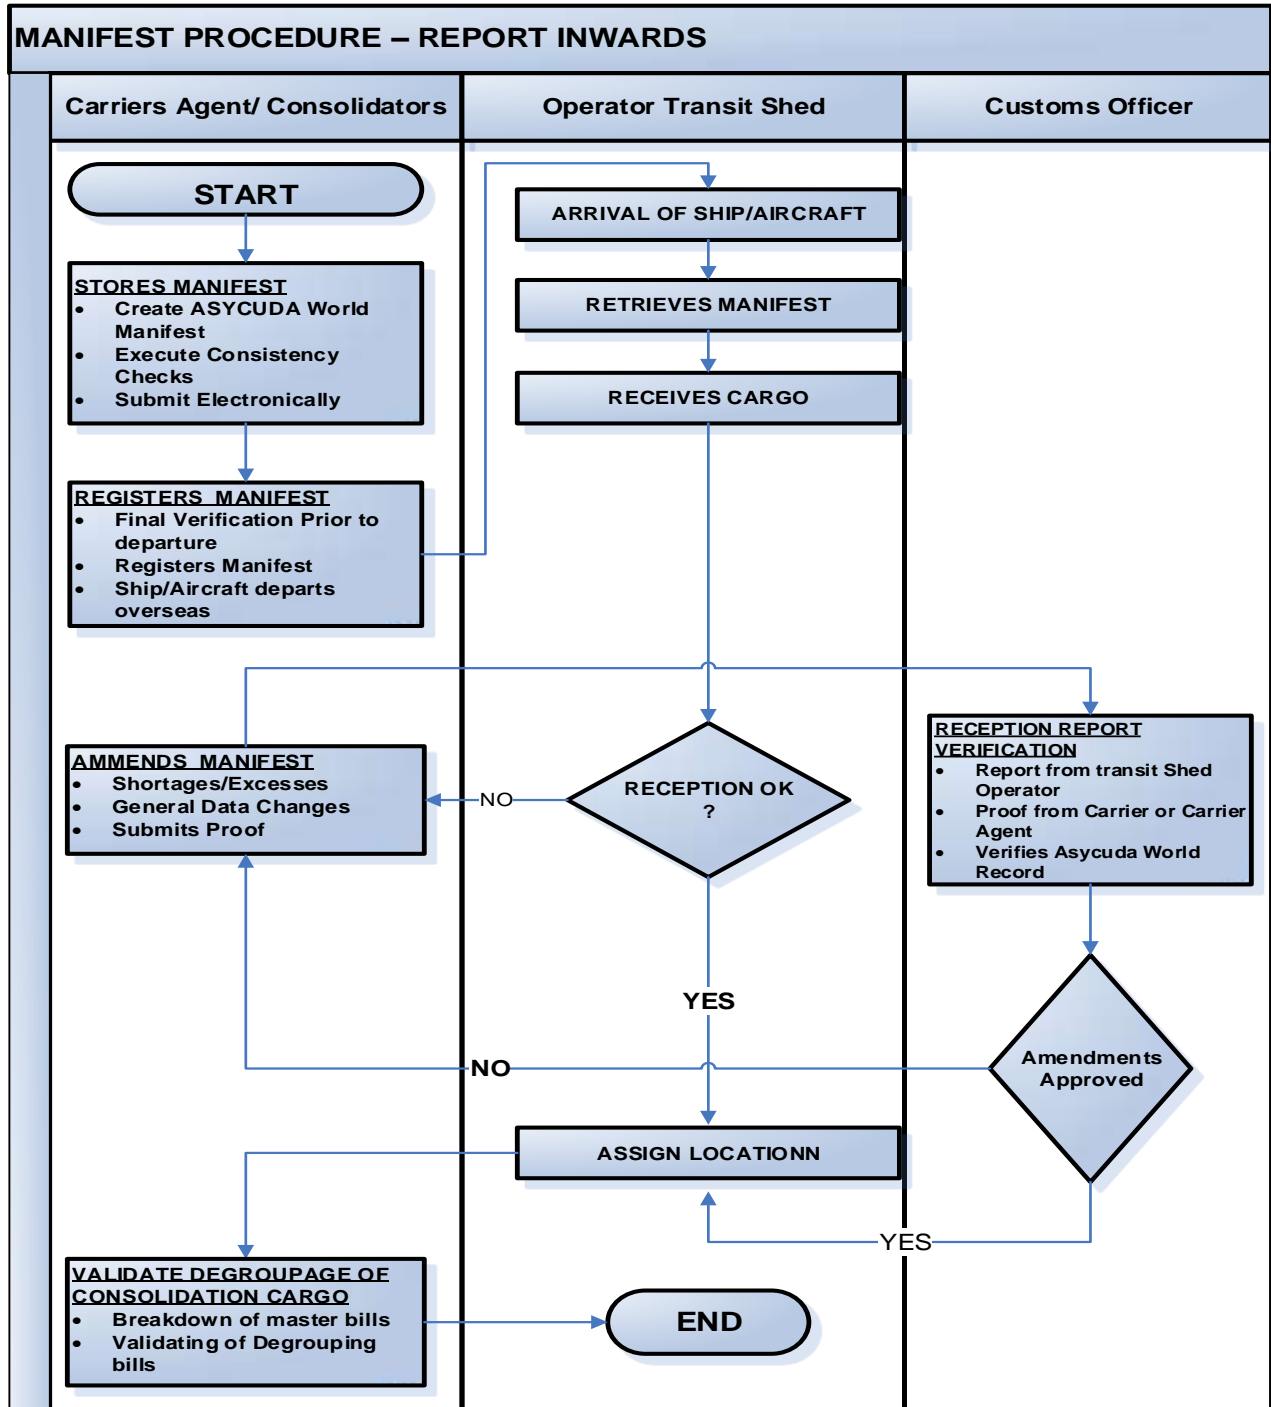 MANIFEST PROCEDURE – REPORT INWARDS
Carriers Agent/ Consolidators
Operator Transit Shed
Customs Officer
START
STORES MANIFEST
• Create ASYCUDA World
Manifest
• Execute Consistency
Checks
• Submit Electronically
REGISTERS MANIFEST
• Final Verification Prior to
departure
• Registers Manifest
• Ship/Aircraft departs
overseas
ARRIVAL OF SHIP/AIRCRAFT
RETRIEVES MANIFEST
RECEIVES CARGO
RECEPTION OK
?
NO
AMMENDS MANIFEST
• Shortages/Excesses
• General Data Changes
• Submits Proof
RECEPTION REPORT
VERIFICATION
• Report from transit Shed
Operator
• Proof from Carrier or Carrier
Agent
• Verifies Asycuda World
Record
YES
NO
Amendments
Approved
ASSIGN LOCATIONN
YES
VALIDATE DEGROUPAGE OF
CONSOLIDATION CARGO
• Breakdown of master bills
• Validating of Degrouping
bills
END